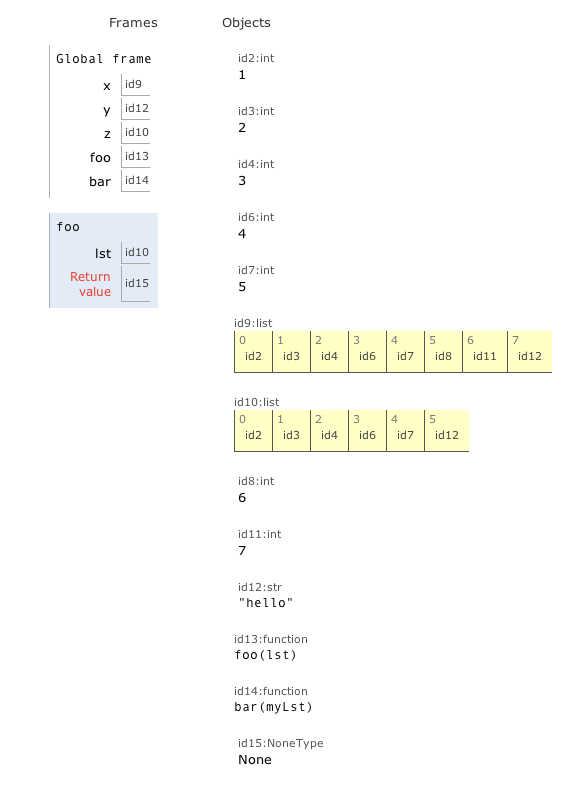 Frames Objects
Global frame
x id9
y id12
z id10
foo id13
bar id14
foo
lst id10
Return
value id15
id2:int
1
id3:int
2
id4:int
3
id6:int
4
id7:int
5
id9:list
0 1 2 3 4 5 6 7
id2 id3 id4 id6 id7 id8 id11 id12
id10:list
0 1 2 3 4 5
id2 id3 id4 id6 id7 id12
id8:int
6
id11:int
7
id12:str
"hello"
id13:function
foo(lst)
id14:function
bar(myLst)
id15:NoneType
None